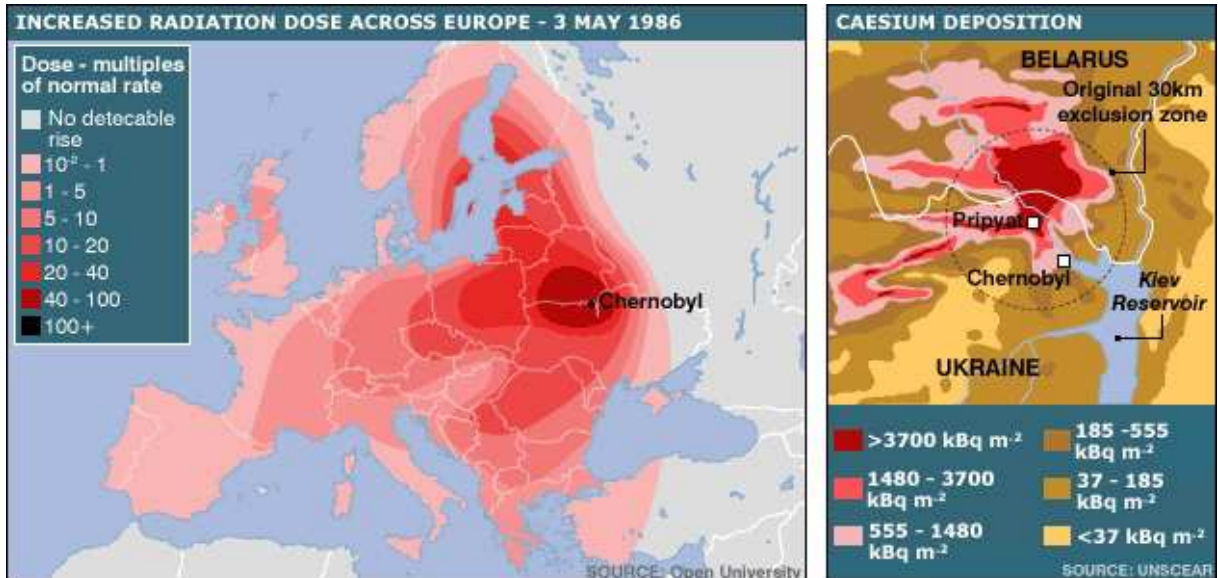 INCREASED RADIATION DOSE ACROSS EUROPE - 3 MAY 1986
Dose - multiples
of normal rate
No detecable
rise
10⁻² - 1
1 - 5
5 - 10
10 - 20
20 - 40
40 - 100
100+
Chernobyl
SOURCE: Open University
CAESIUM DEPOSITION
BELARUS
Original 30km
exclusion zone
Pripyat
Chernobyl
Kiev
Reservoir
UKRAINE
>3700 kBq m⁻²
1480 - 3700
kBq m⁻²
555 - 1480
kBq m⁻²
185 -555
kBq m⁻²
37 - 185
kBq m⁻²
<37 kBq m⁻²
SOURCE: UNSCEAR